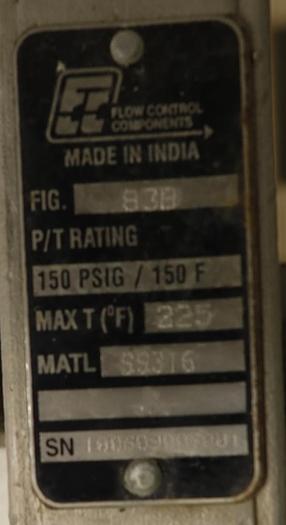 FLOW CONTROL
COMPONENTS
MADE IN INDIA
FIG. 83B
P/T RATING
150 PSIG / 150 F
MAX T (°F) 225
MATL SS316
SN